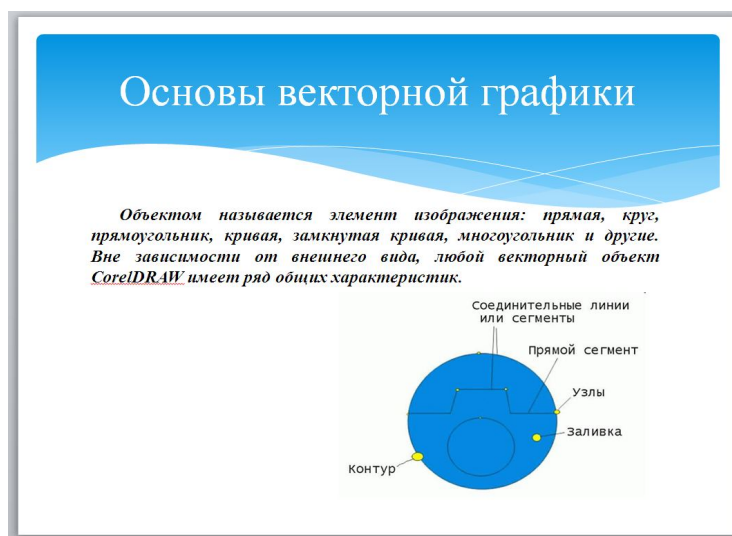 Основы векторной графики
Объектом называется элемент изображения: прямая, круг,
прямоугольник, кривая, замкнутая кривая, многоугольник и другие.
Вне зависимости от внешнего вида, любой векторный объект
CorelDRAW имеет ряд общих характеристик.
Соединительные линии
или сегменты
Прямой сегмент
Узлы
Заливка
Контур